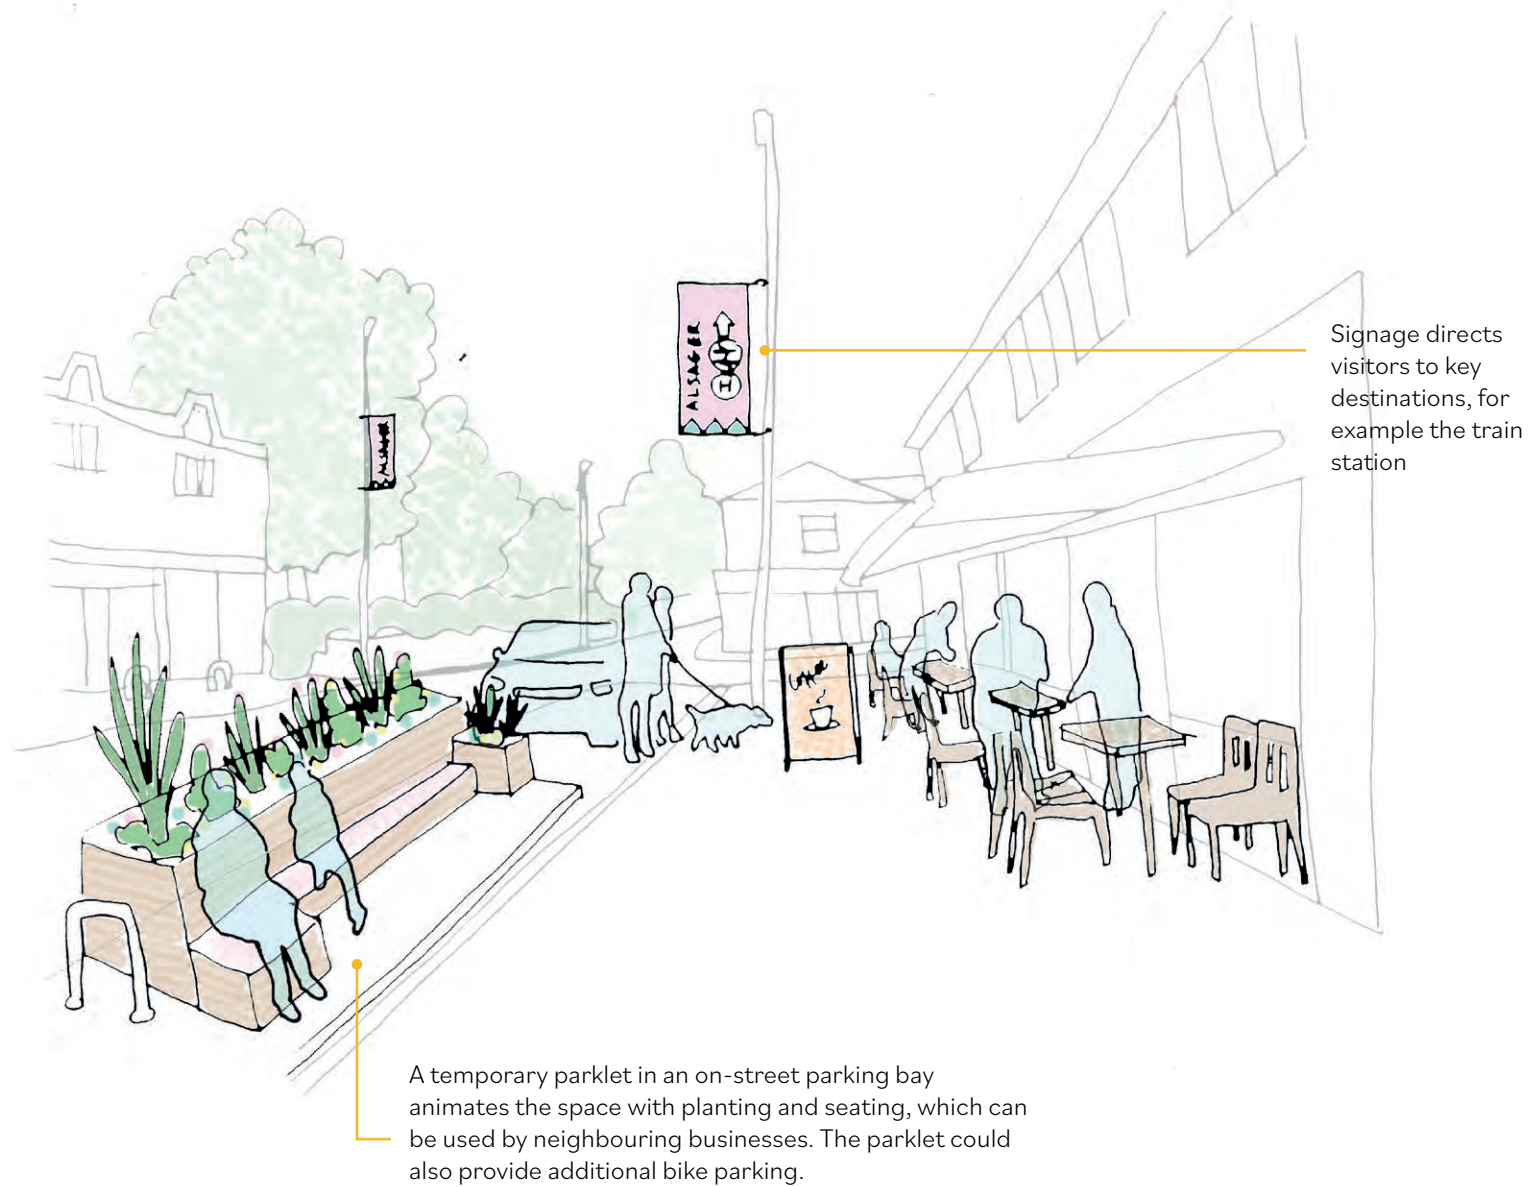 ALSAGER
ALSAGER
Coffee
Signage directs
visitors to key
destinations, for
example the train
station
A temporary parklet in an on-street parking bay
animates the space with planting and seating, which can
be used by neighbouring businesses. The parklet could
also provide additional bike parking.